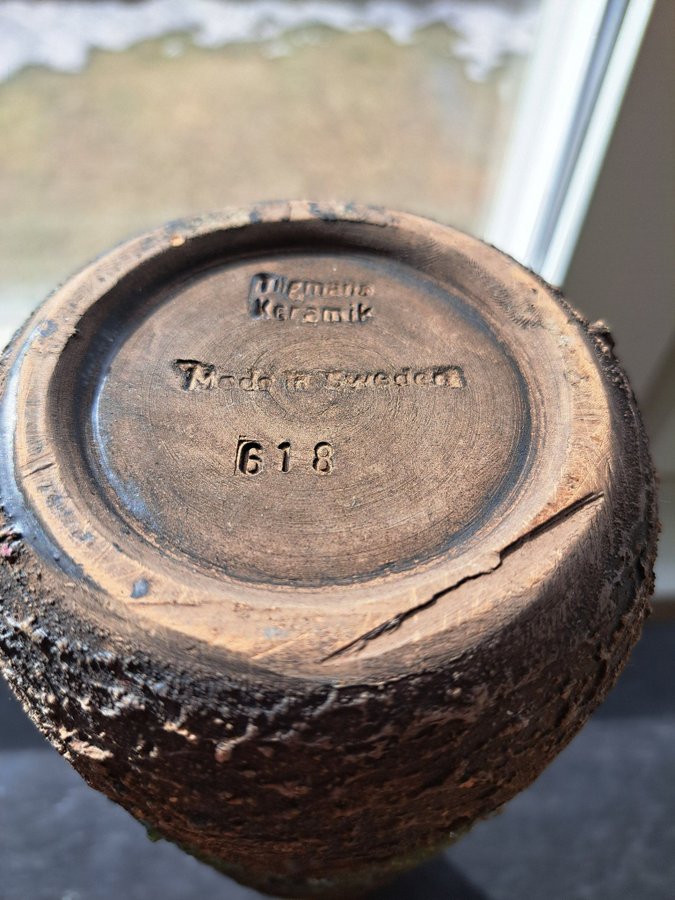 Tilgmans
Keramik
Made in Sweden
618